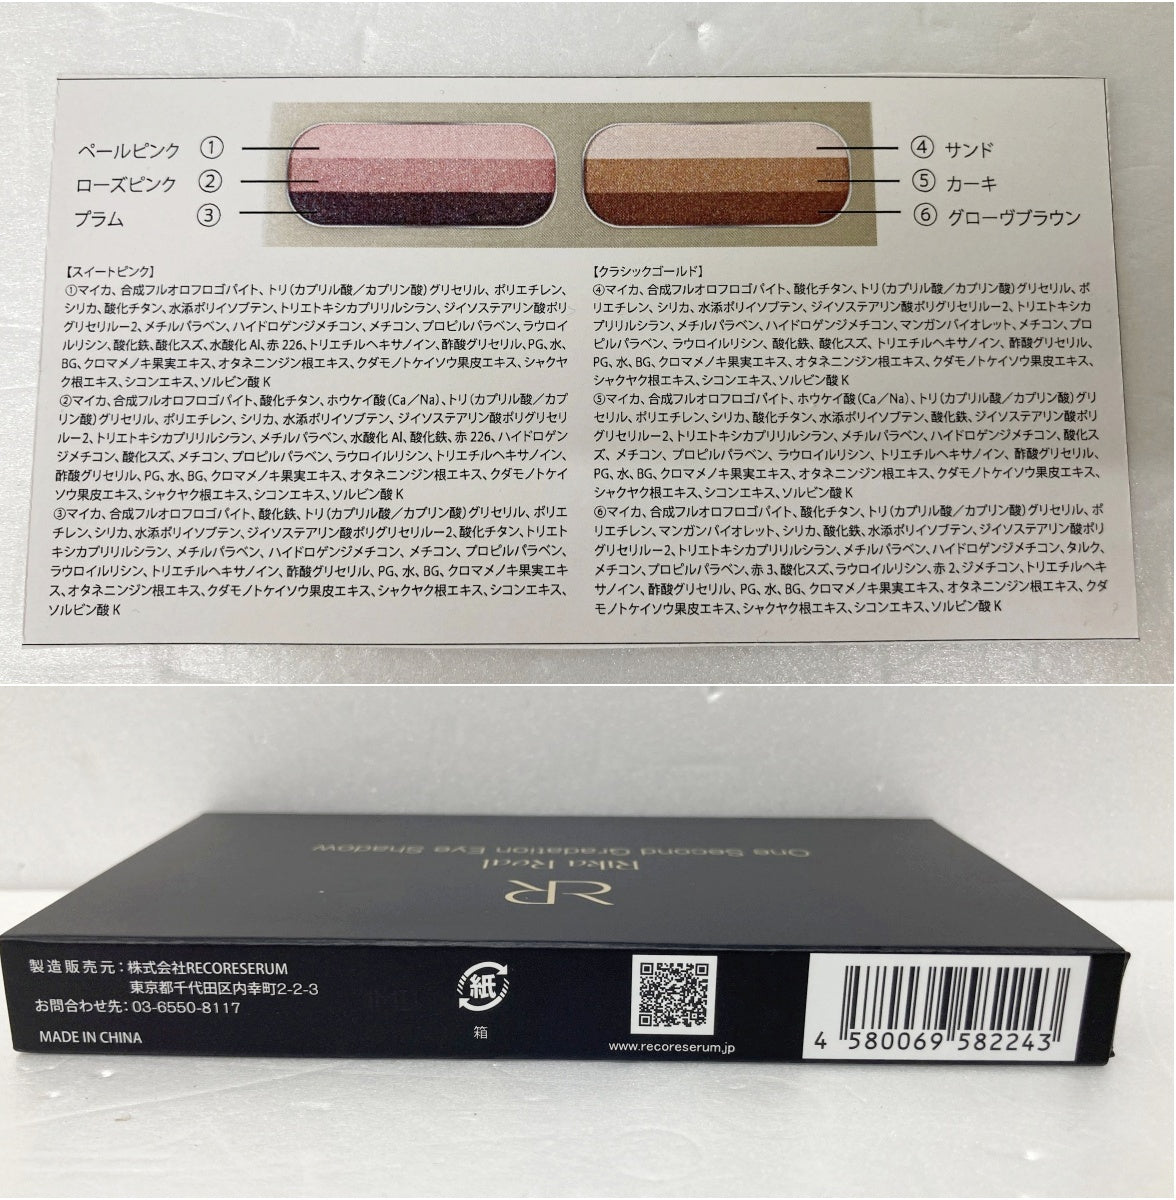 ペールピンク ①
ローズピンク ②
プラム ③
④ サンド
⑤ カーキ
⑥ グローヴブラウン
【スイートピンク】
①マイカ、合成フルオロフロゴパイト、トリ(カプリル酸/カプリン酸)グリセリル、ポリエチレン、
シリカ、酸化チタン、水添ポリイソブテン、トリエトキシカプリリルシラン、ジイソステアリン酸ポリ
グリセリル-2、メチルパラベン、ハイドロゲンジメチコン、メチコン、プロピルパラベン、ラウロイ
ルリシン、酸化鉄、酸化スズ、水酸化 Al、赤 226、トリエチルヘキサノイン、酢酸グリセリル、PG、水、
BG、クロマメノキ果実エキス、オタネニンジン根エキス、クダモノトケイソウ果皮エキス、シャクヤ
ク根エキス、シコンエキス、ソルビン酸 K
②マイカ、合成フルオロフロゴパイト、酸化チタン、ホウケイ酸(Ca/Na)、トリ(カプリル酸/カプ
リン酸)グリセリル、ポリエチレン、シリカ、水添ポリイソブテン、ジイソステアリン酸ポリグリセリ
ル-2、トリエトキシカプリリルシラン、メチルパラベン、水酸化 Al、酸化鉄、赤 226、ハイドロゲン
ジメチコン、酸化スズ、メチコン、プロピルパラベン、ラウロイルリシン、トリエチルヘキサノイン、
酢酸グリセリル、PG、水、BG、クロマメノキ果実エキス、オタネニンジン根エキス、クダモノトケイ
ソウ果皮エキス、シャクヤク根エキス、シコンエキス、ソルビン酸 K
③マイカ、合成フルオロフロゴパイト、酸化鉄、トリ(カプリル酸/カプリン酸)グリセリル、ポリエ
チレン、シリカ、水添ポリイソブテン、ジイソステアリン酸ポリグリセリル-2、酸化チタン、トリエト
キシカプリリルシラン、メチルパラベン、ハイドロゲンジメチコン、メチコン、プロピルパラベン、
ラウロイルリシン、トリエチルヘキサノイン、酢酸グリセリル、PG、水、BG、クロマメノキ果実エキ
ス、オタネニンジン根エキス、クダモノトケイソウ果皮エキス、シャクヤク根エキス、シコンエキス、
ソルビン酸 K
【クラシックゴールド】
④マイカ、合成フルオロフロゴパイト、酸化チタン、トリ(カプリル酸/カプリン酸)グリセリル、ポ
リエチレン、シリカ、水添ポリイソブテン、ジイソステアリン酸ポリグリセリル-2、トリエトキシカ
プリリルシラン、メチルパラベン、ハイドロゲンジメチコン、マンガンバイオレット、メチコン、プロ
ピルパラベン、ラウロイルリシン、酸化鉄、酸化スズ、トリエチルヘキサノイン、酢酸グリセリル、
PG、水、BG、クロマメノキ果実エキス、オタネニンジン根エキス、クダモノトケイソウ果皮エキス、
シャクヤク根エキス、シコンエキス、ソルビン酸 K
⑤マイカ、合成フルオロフロゴパイト、ホウケイ酸(Ca/Na)、トリ(カプリル酸/カプリン酸)グリ
セリル、ポリエチレン、シリカ、酸化チタン、水添ポリイソブテン、酸化鉄、ジイソステアリン酸ポリ
グリセリル-2、トリエトキシカプリリルシラン、メチルパラベン、ハイドロゲンジメチコン、酸化ス
ズ、メチコン、プロピルパラベン、ラウロイルリシン、トリエチルヘキサノイン、酢酸グリセリル、
PG、水、BG、クロマメノキ果実エキス、オタネニンジン根エキス、クダモノトケイソウ果皮エキス、
シャクヤク根エキス、シコンエキス、ソルビン酸 K
⑥マイカ、合成フルオロフロゴパイト、酸化チタン、トリ(カプリル酸/カプリン酸)グリセリル、ポ
リエチレン、マンガンバイオレット、シリカ、酸化鉄、水添ポリイソブテン、ジイソステアリン酸ポリ
グリセリル-2、トリエトキシカプリリルシラン、メチルパラベン、ハイドロゲンジメチコン、タルク、
メチコン、プロピルパラベン、赤 3、酸化スズ、ラウロイルリシン、赤 2、ジメチコン、トリエチルヘキ
サノイン、酢酸グリセリル、PG、水、BG、クロマメノキ果実エキス、オタネニンジン根エキス、クダ
モノトケイソウ果皮エキス、シャクヤク根エキス、シコンエキス、ソルビン酸 K
RR
Rika Real
One Second Gradation Eye Shadow
製造販売元:株式会社RECORESERUM
東京都千代田区内幸町2-2-3
お問合わせ先:03-6550-8117
MADE IN CHINA
紙
箱
www.recoreserum.jp
4 580069 582243